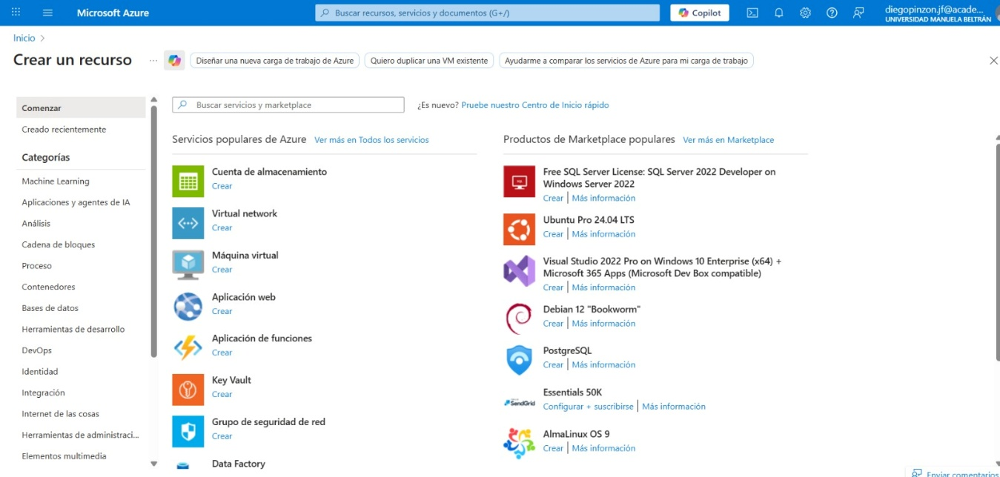 Microsoft Azure
Buscar recursos, servicios y documentos (G+/)
Copilot
diegopinzon.jf@acade...
UNIVERSIDAD MANUELA BELTRÁN
Inicio >
Crear un recurso
...
Diseñar una nueva carga de trabajo de Azure
Quiero duplicar una VM existente
Ayudarme a comparar los servicios de Azure para mi carga de trabajo
Comenzar
Creado recientemente
Categorías
Machine Learning
Aplicaciones y agentes de IA
Análisis
Cadena de bloques
Proceso
Contenedores
Bases de datos
Herramientas de desarrollo
DevOps
Identidad
Integración
Internet de las cosas
Herramientas de administraci...
Elementos multimedia
Buscar servicios y marketplace
¿Es nuevo? Pruebe nuestro Centro de Inicio rápido
Servicios populares de Azure Ver más en Todos los servicios
Cuenta de almacenamiento
Crear
Virtual network
Crear
Máquina virtual
Crear
Aplicación web
Crear
Aplicación de funciones
Crear
Key Vault
Crear
Grupo de seguridad de red
Crear
Data Factory
Productos de Marketplace populares Ver más en Marketplace
Free SQL Server License: SQL Server 2022 Developer on
Windows Server 2022
Crear | Más información
Ubuntu Pro 24.04 LTS
Crear | Más información
Visual Studio 2022 Pro on Windows 10 Enterprise (x64) +
Microsoft 365 Apps (Microsoft Dev Box compatible)
Crear | Más información
Debian 12 "Bookworm"
Crear | Más información
PostgreSQL
Crear | Más información
SendGrid
Essentials 50K
Configurar + suscribirse | Más información
AlmaLinux OS 9
Crear | Más información
Enviar comentarios